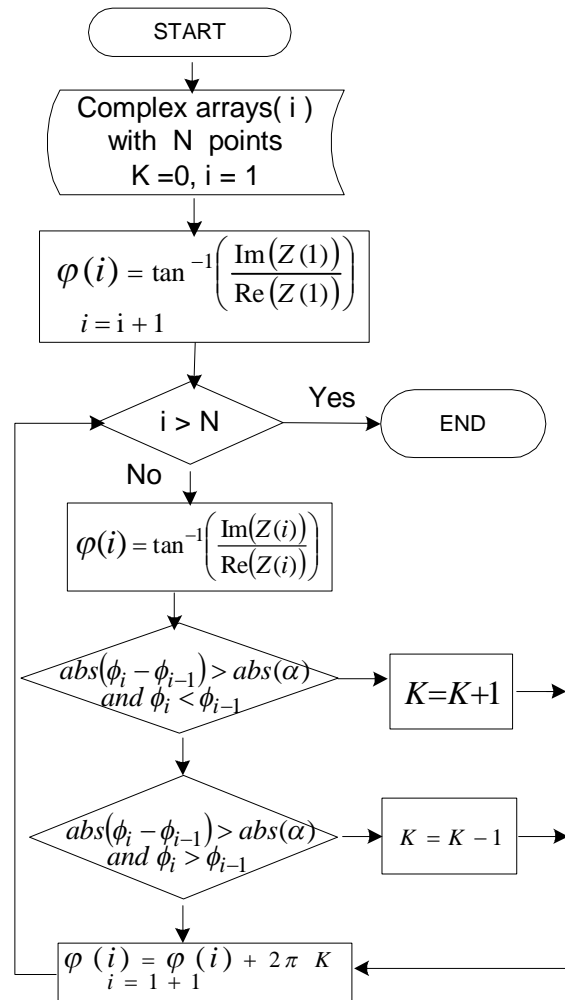 START
Complex arrays( i )
with N points
K =0, i = 1
φ(i) = tan⁻¹(Im(Z(1))/Re(Z(1)))
i = i + 1
i > N
Yes
END
No
φ(i) = tan⁻¹(Im(Z(i))/Re(Z(i)))
abs(ϕᵢ − ϕᵢ₋₁) > abs(α)
and ϕᵢ < ϕᵢ₋₁
K=K+1
abs(ϕᵢ − ϕᵢ₋₁) > abs(α)
and ϕᵢ > ϕᵢ₋₁
K = K − 1
φ (i) = φ (i) + 2π K
i = 1 + 1